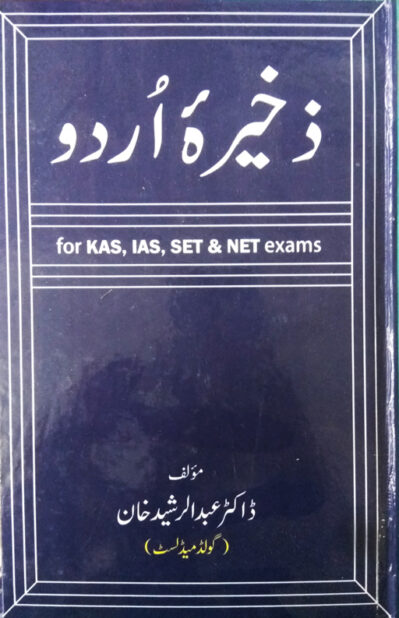 ذخیرۂ اُردو
for KAS, IAS, SET & NET exams
مؤلف
ڈاکٹر عبدالرشید خان
(گولڈ میڈلسٹ)